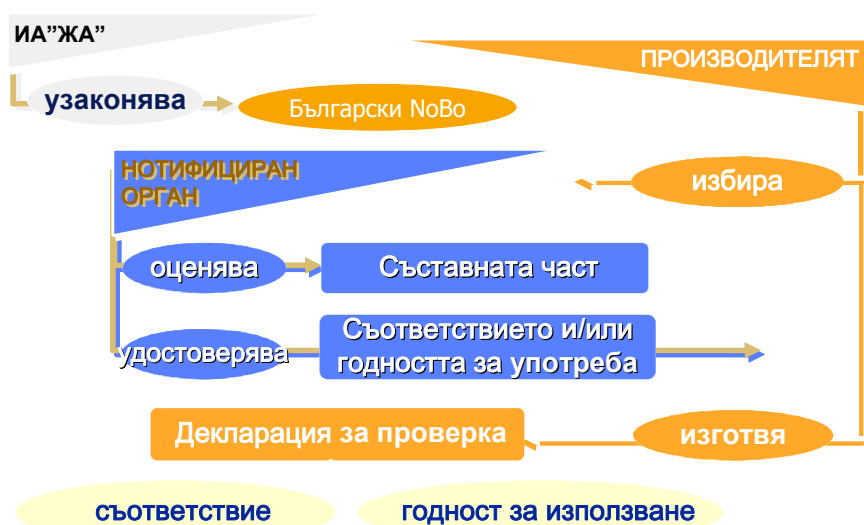 ИА”ЖА”
ПРОИЗВОДИТЕЛЯТ
узаконява
Български NoBo
НОТИФИЦИРАН
ОРГАН
избира
оценява
Съставната част
удостоверява
Съответствието и/или
годността за употреба
Декларация за проверка
изготвя
съответствие
годност за използване